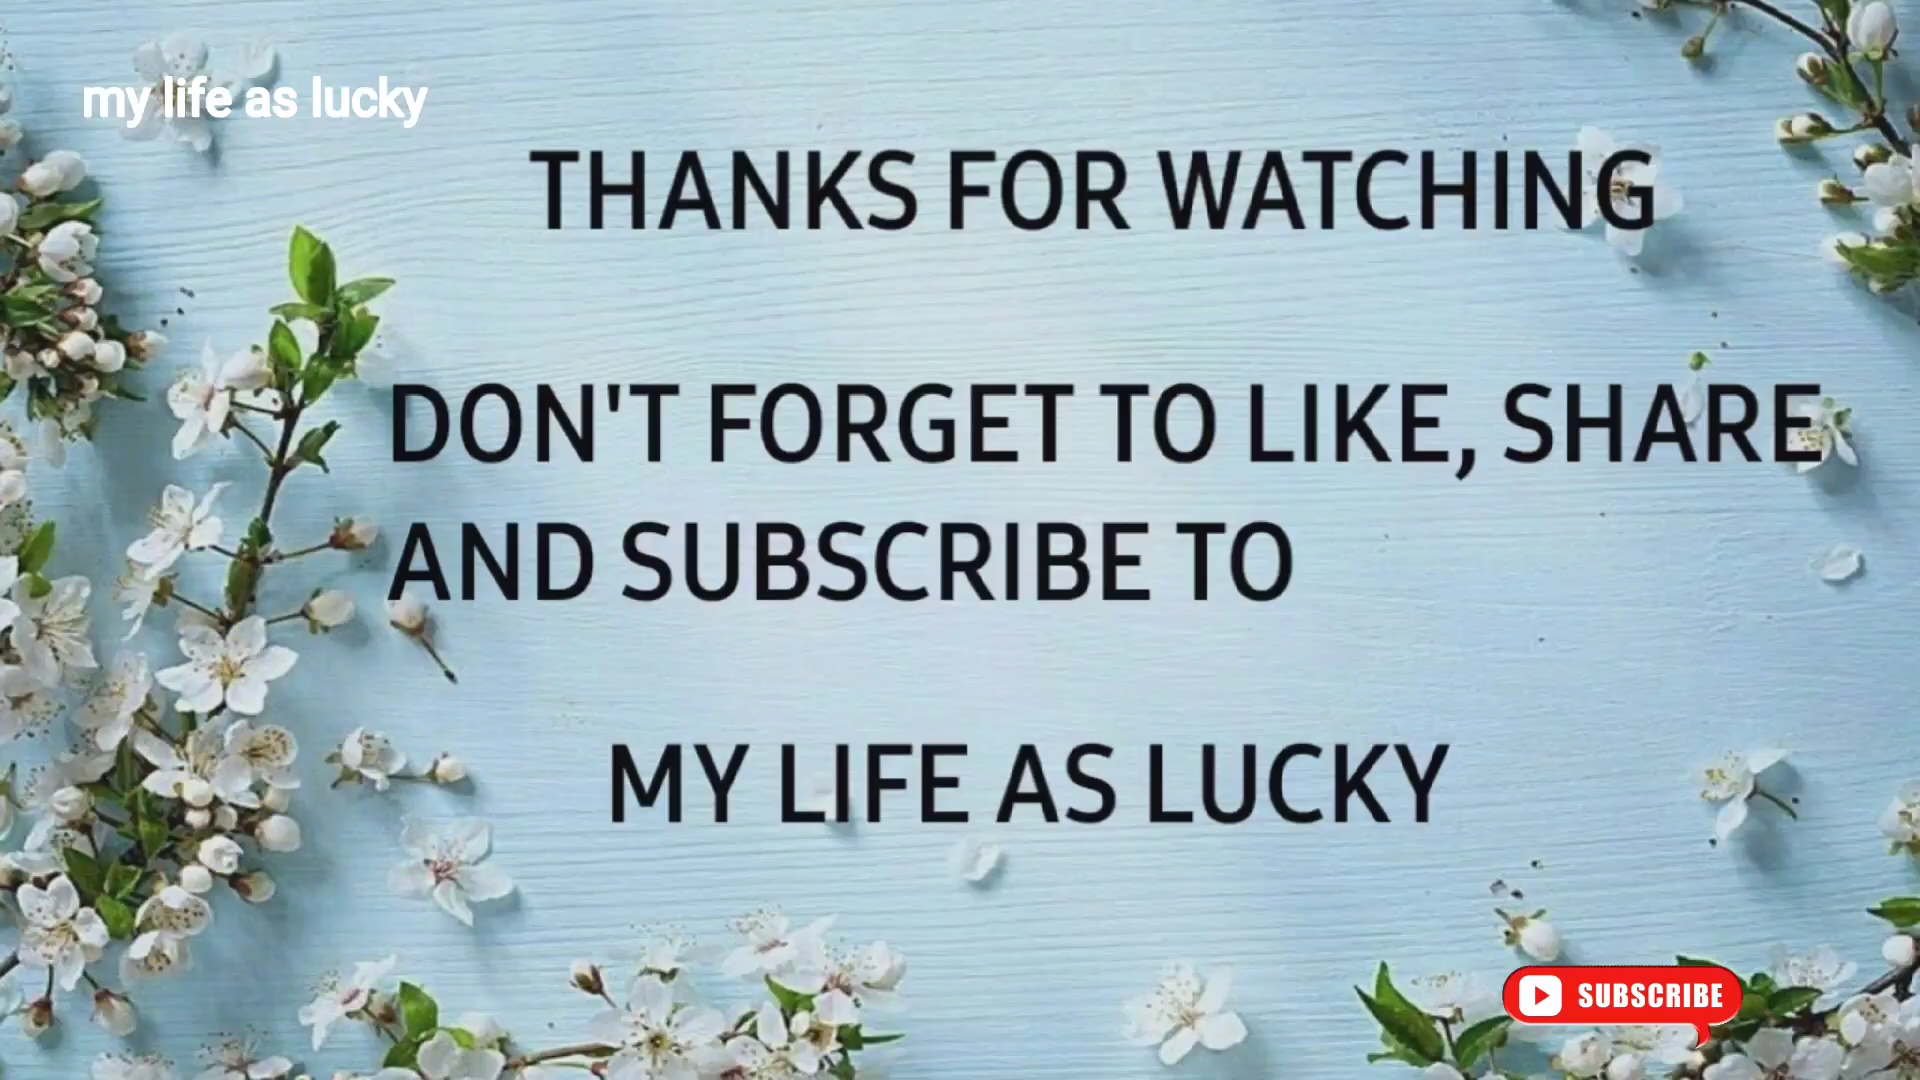 my life as lucky
THANKS FOR WATCHING
DON'T FORGET TO LIKE, SHARE
AND SUBSCRIBE TO
MY LIFE AS LUCKY
SUBSCRIBE